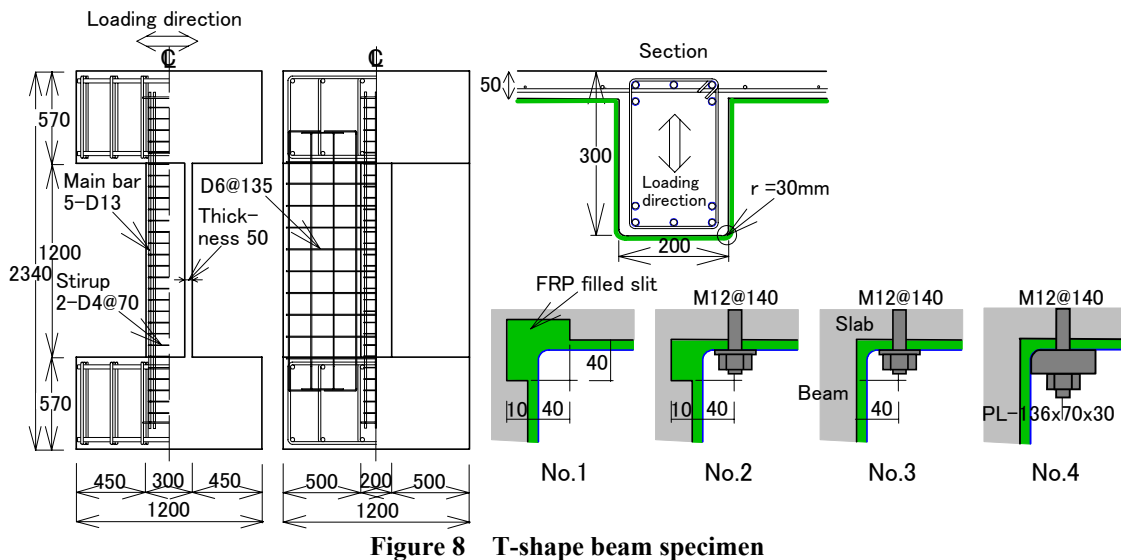 Loading direction
℄
570
1200
2340
570
Main bar
5-D13
Stirup
2-D4@70
Thick-
ness 50
450
300
450
1200
℄
D6@135
500
200
500
1200
Section
50
300
Loading
direction
r =30mm
200
FRP filled slit
40
10
40
No.1
M12@140
10
40
No.2
M12@140
Slab
Beam
40
No.3
M12@140
PL-136x70x30
No.4
Figure 8 T-shape beam specimen